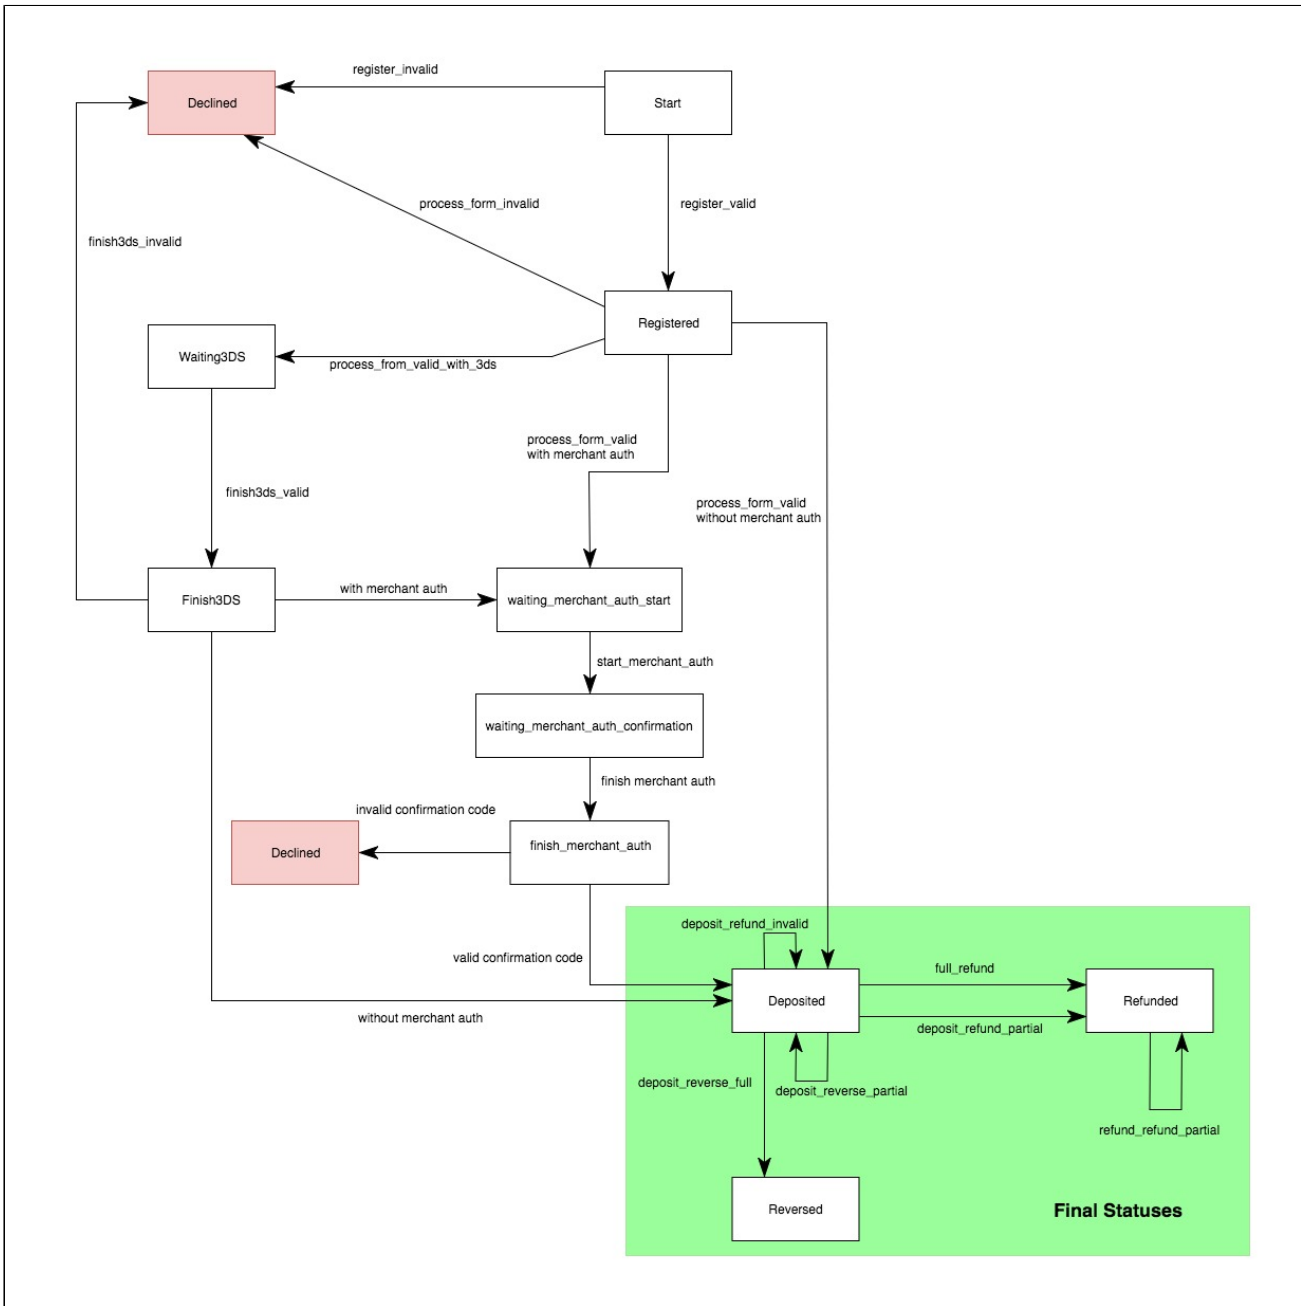 register_invalid
Declined
Start
process_form_invalid
register_valid
finish3ds_invalid
Registered
Waiting3DS
process_from_valid_with_3ds
process_form_valid
with merchant auth
finish3ds_valid
process_form_valid
without merchant auth
with merchant auth
Finish3DS
waiting_merchant_auth_start
start_merchant_auth
waiting_merchant_auth_confirmation
finish merchant auth
invalid confirmation code
Declined
finish_merchant_auth
deposit_refund_invalid
valid confirmation code
full_refund
Deposited
Refunded
without merchant auth
deposit_refund_partial
deposit_reverse_full
deposit_reverse_partial
refund_refund_partial
Reversed
Final Statuses